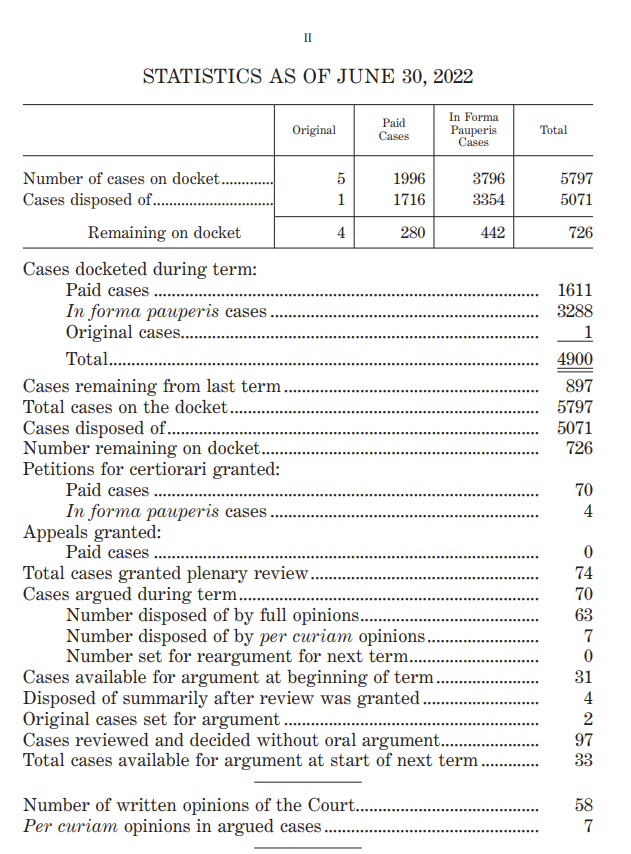 II
STATISTICS AS OF JUNE 30, 2022
Original Paid Cases In Forma Pauperis Cases Total
Number of cases on docket............. 5 1996 3796 5797
Cases disposed of............................. 1 1716 3354 5071
Remaining on docket 4 280 442 726
Cases docketed during term:
Paid cases ........................................ 1611
In forma pauperis cases ........................................ 3288
Original cases........................................ 1
Total........................................ 4900
Cases remaining from last term ........................................ 897
Total cases on the docket........................................ 5797
Cases disposed of........................................ 5071
Number remaining on docket........................................ 726
Petitions for certiorari granted:
Paid cases ........................................ 70
In forma pauperis cases ........................................ 4
Appeals granted:
Paid cases ........................................ 0
Total cases granted plenary review........................................ 74
Cases argued during term........................................ 70
Number disposed of by full opinions........................................ 63
Number disposed of by per curiam opinions........................ 7
Number set for reargument for next term........................... 0
Cases available for argument at beginning of term ..................... 31
Disposed of summarily after review was granted ........................ 4
Original cases set for argument ........................................ 2
Cases reviewed and decided without oral argument.................... 97
Total cases available for argument at start of next term ............. 33
Number of written opinions of the Court........................................ 58
Per curiam opinions in argued cases ........................................ 7